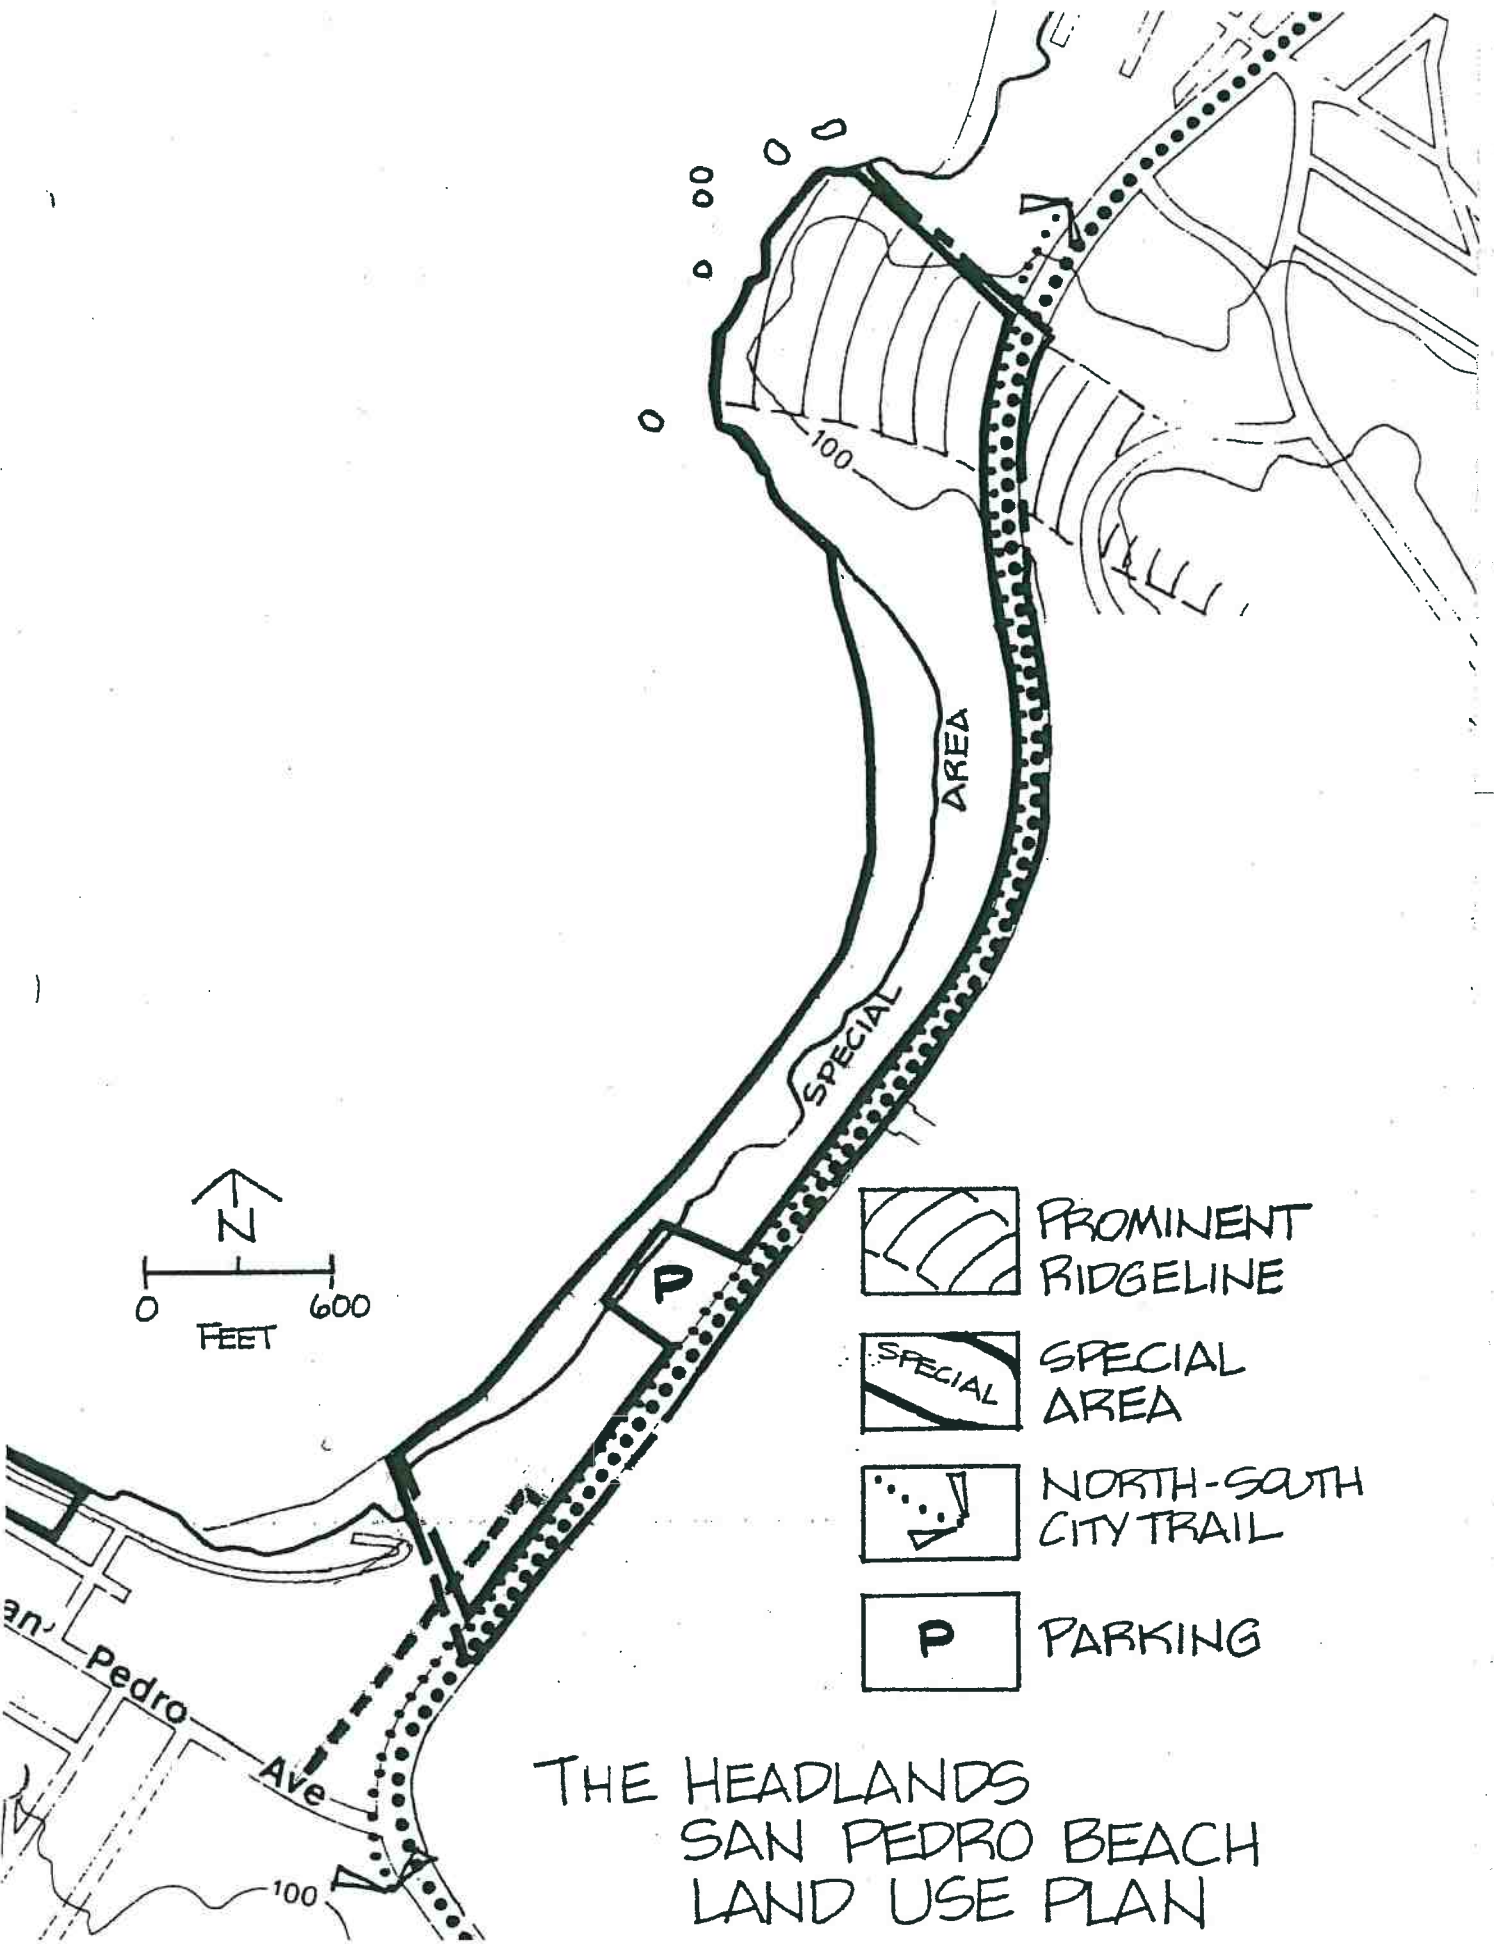 100
AREA
SPECIAL
N
0 600
FEET
P
PROMINENT
RIDGELINE
SPECIAL
SPECIAL
AREA
NORTH-SOUTH
CITY TRAIL
P
PARKING
an
Pedro
Ave
100
THE HEADLANDS
SAN PEDRO BEACH
LAND USE PLAN